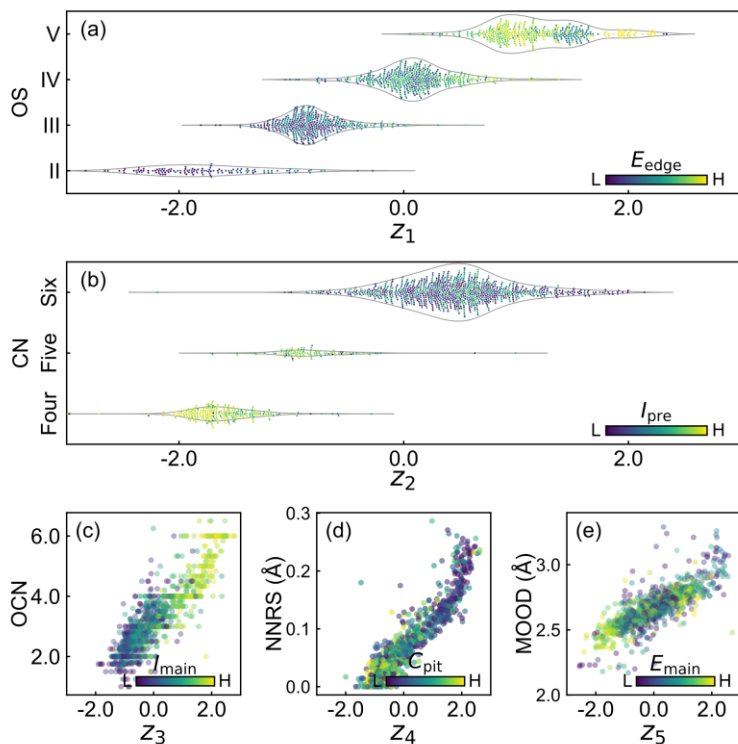 (a)
V
IV
III
II
OS
E_edge
L H
-2.0 0.0 2.0
z_1
(b)
Six
Five
Four
CN
I_pre
L H
-2.0 0.0 2.0
z_2
(c)
6.0
4.0
2.0
OCN
I_main
L H
-2.0 0.0 2.0
z_3
(d)
0.3
0.2
0.1
0.0
NNRS (Å)
C_pit
L H
-2.0 0.0 2.0
z_4
(e)
3.0
2.5
2.0
MOOD (Å)
E_main
L H
-2.0 0.0 2.0
z_5